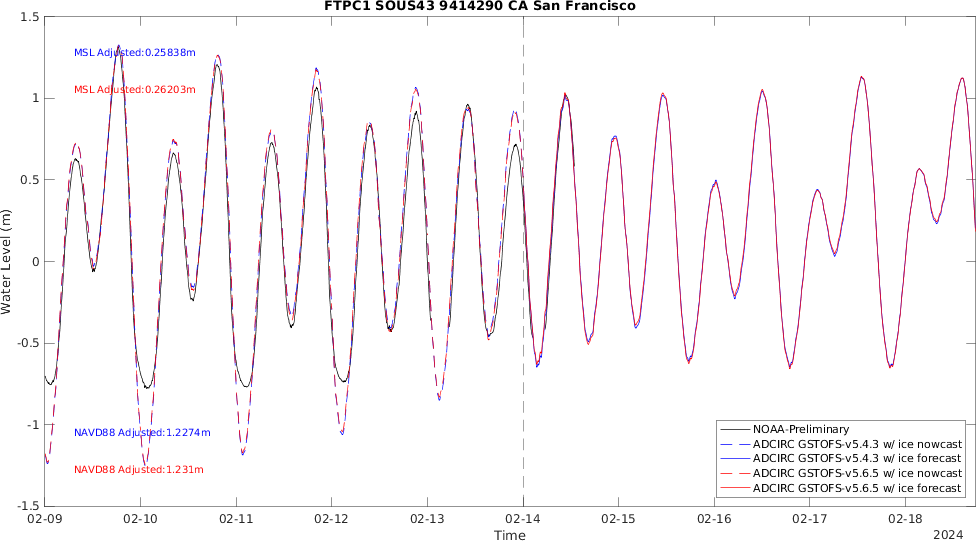 FTPC1 SOUS43 9414290 CA San Francisco
1.5
1
0.5
0
-0.5
-1
-1.5
Water Level (m)
MSL Adjusted:0.25838m
MSL Adjusted:0.26203m
NAVD88 Adjusted:1.2274m
NAVD88 Adjusted:1.231m
NOAA-Preliminary
ADCIRC GSTOFS-v5.4.3 w/ ice nowcast
ADCIRC GSTOFS-v5.4.3 w/ ice forecast
ADCIRC GSTOFS-v5.6.5 w/ ice nowcast
ADCIRC GSTOFS-v5.6.5 w/ ice forecast
02-09 02-10 02-11 02-12 02-13 02-14 02-15 02-16 02-17 02-18
Time
2024